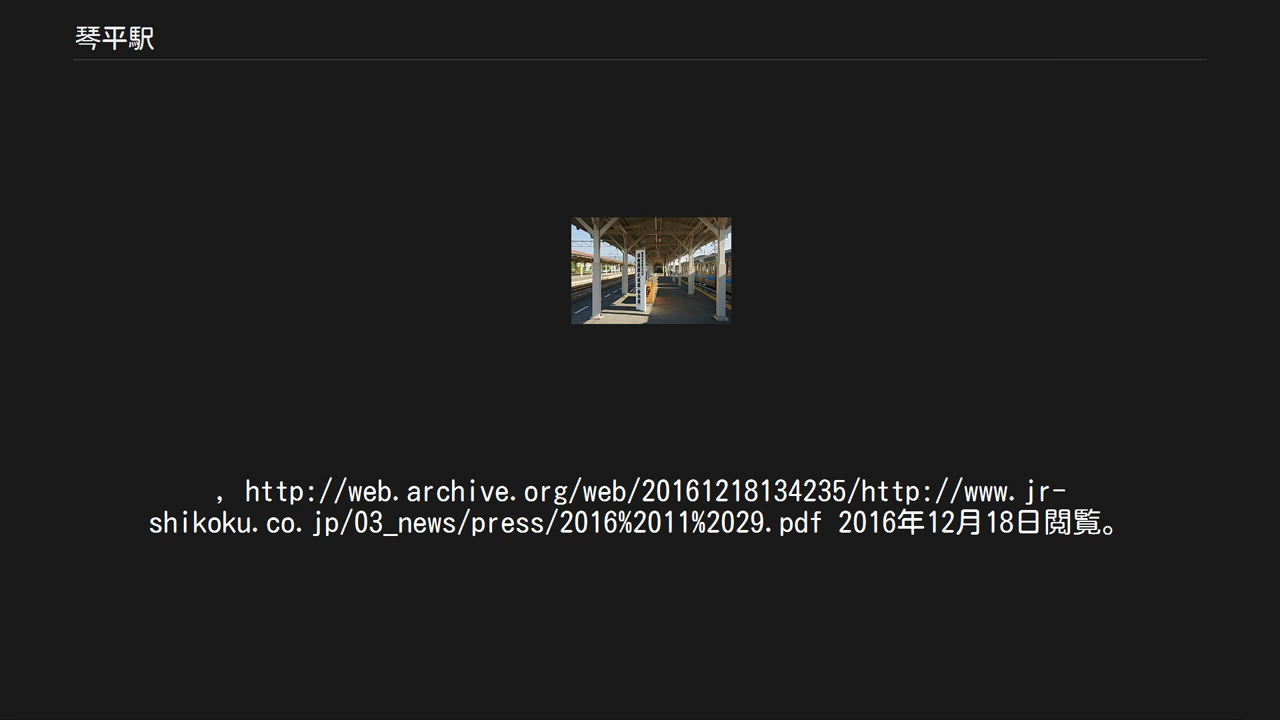 琴平駅
, http://web.archive.org/web/20161218134235/http://www.jr-
shikoku.co.jp/03_news/press/2016%2011%2029.pdf 2016年12月18日閲覧。